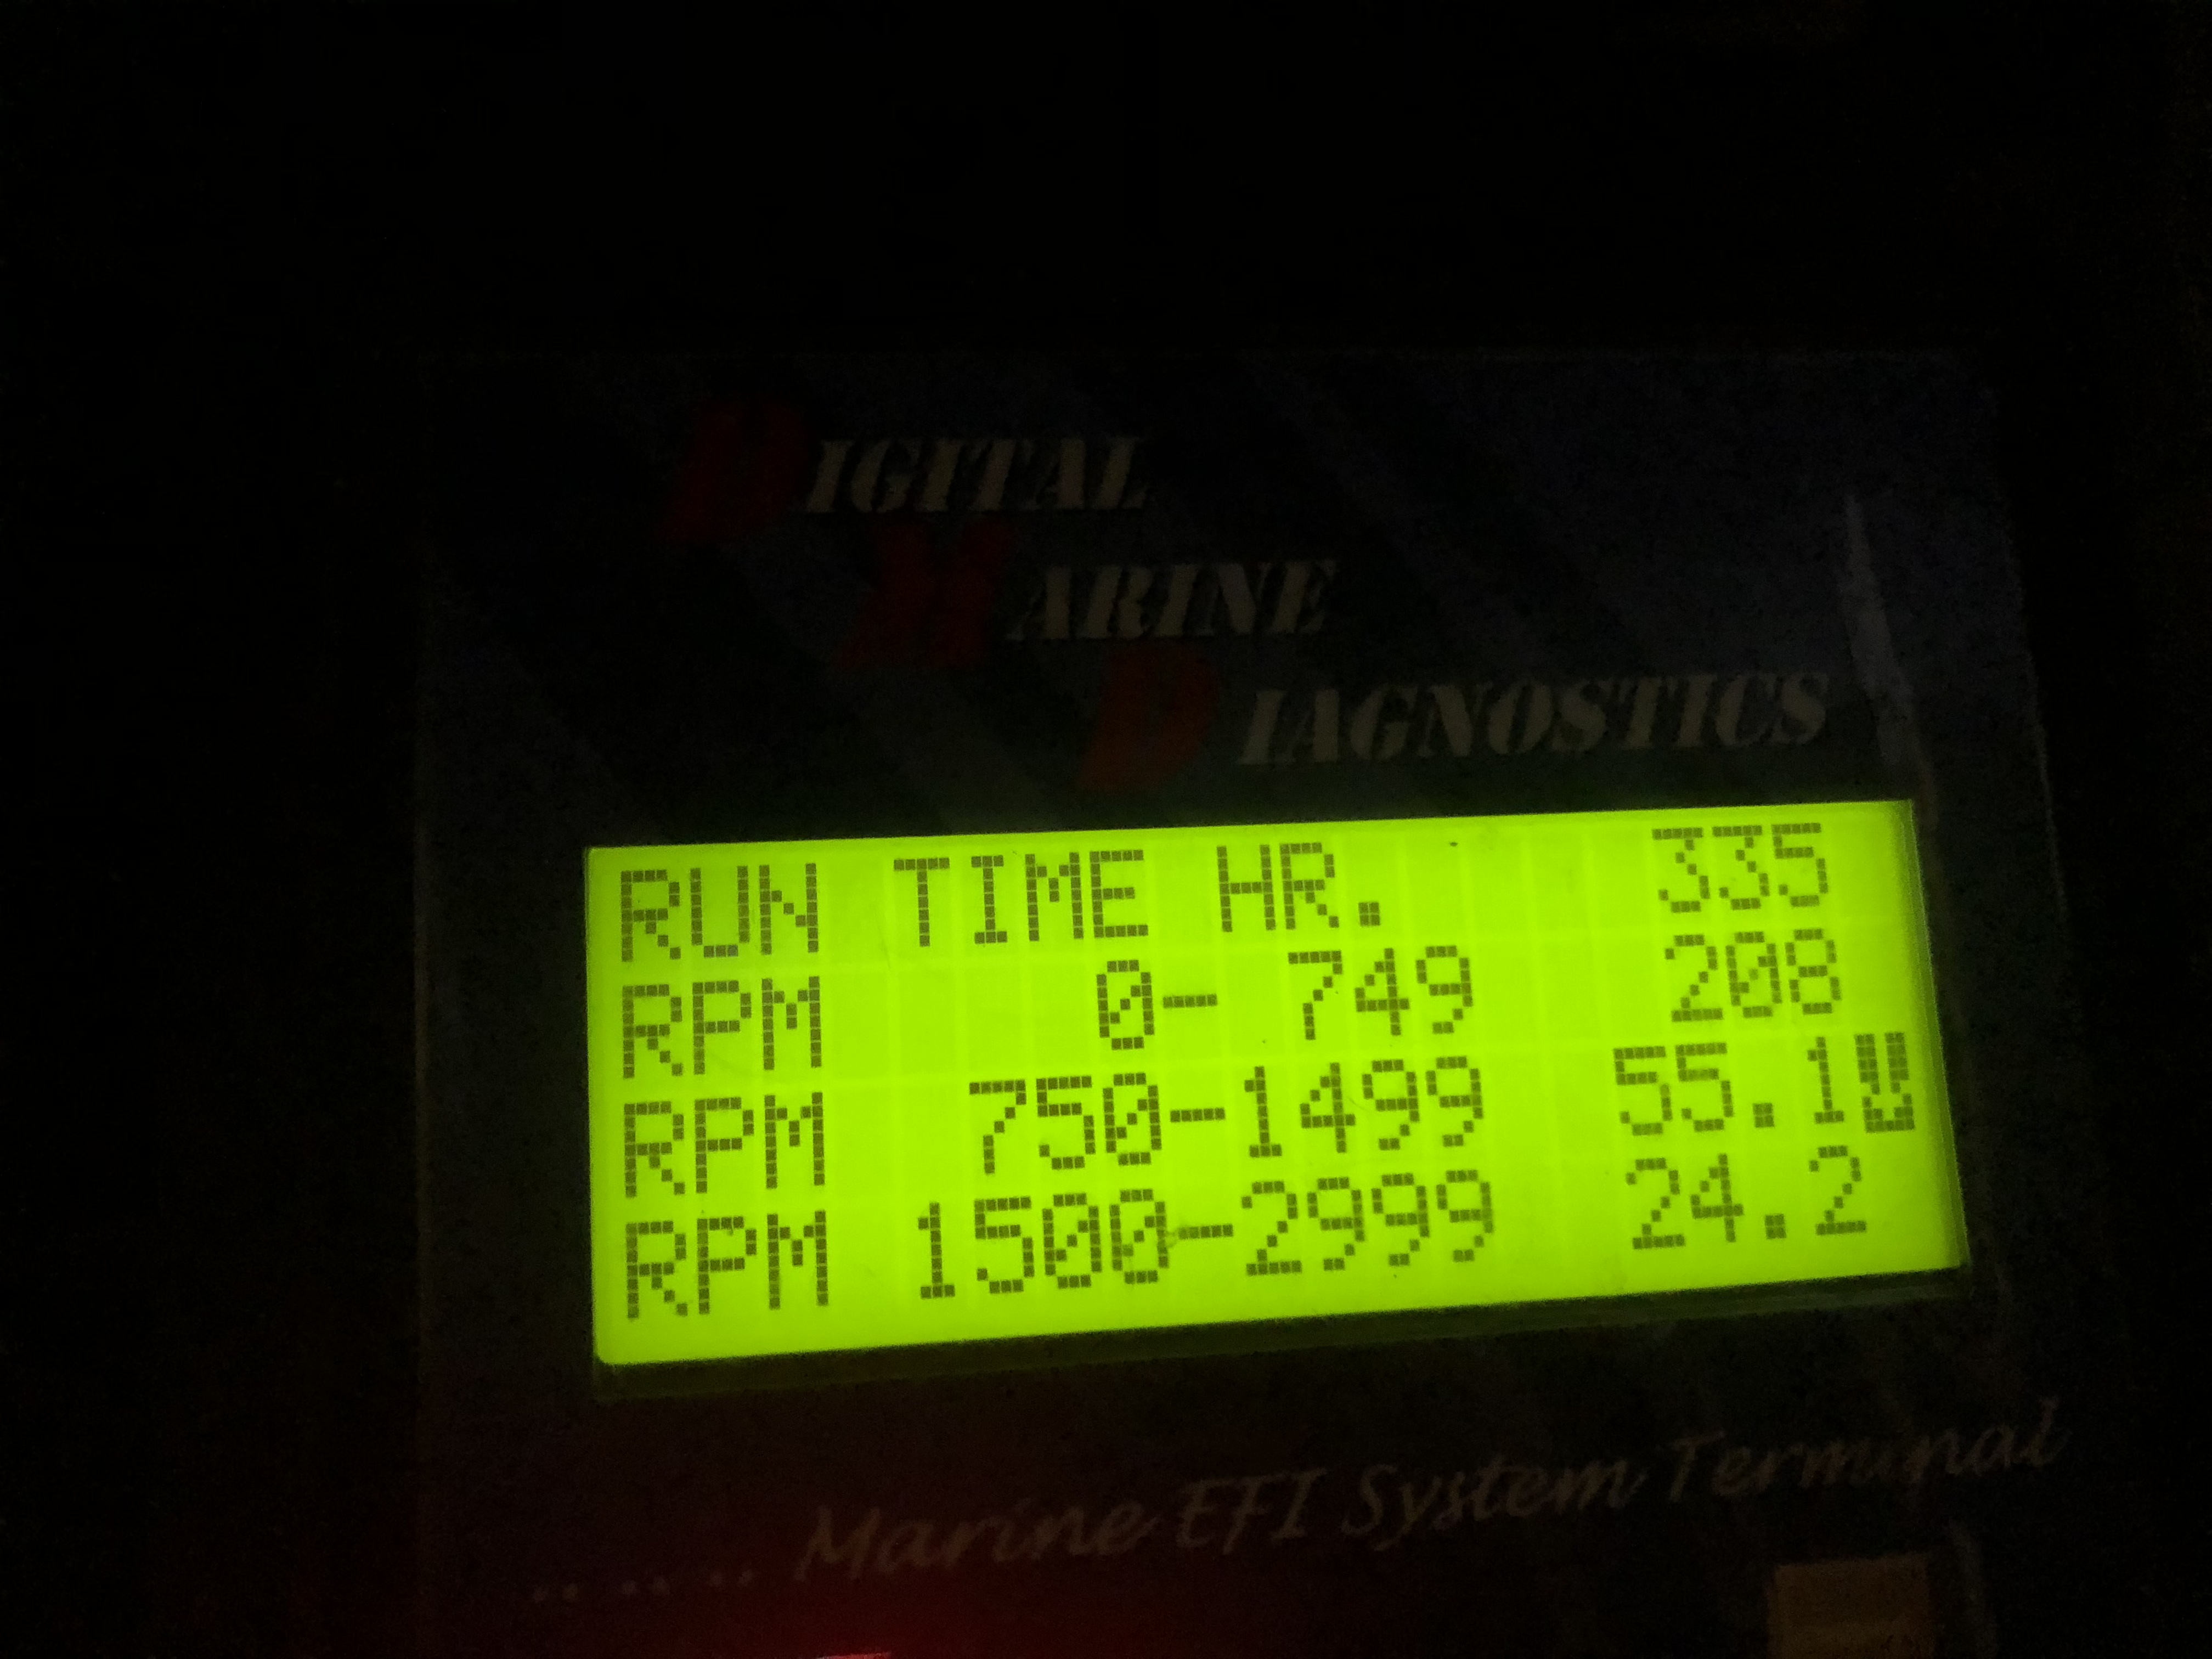 DIGITAL
MARINE
DIAGNOSTICS
RUN TIME HR. 335
RPM 0- 749 208
RPM 750-1499 55.1
RPM 1500-2999 24.2
..... Marine EFI System Terminal